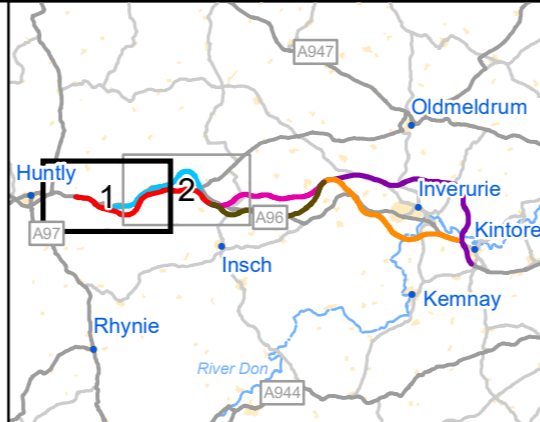 A947
Oldmeldrum
Huntly
1
2
Inverurie
A96
A97
Kintore
Insch
Kemnay
Rhynie
River Don
A944